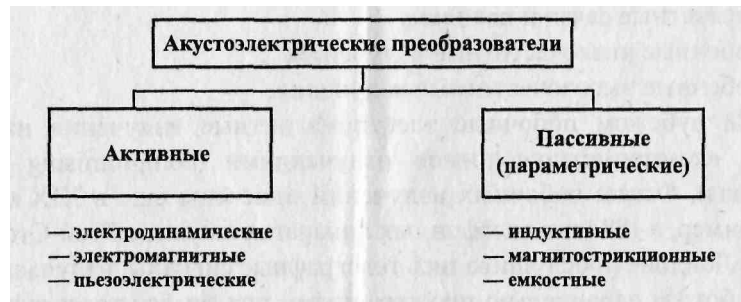 Акустоэлектрические преобразователи
Активные
Пассивные
(параметрические)
— электродинамические
— электромагнитные
— пьезоэлектрические
— индуктивные
— магнитострикционные
— емкостные